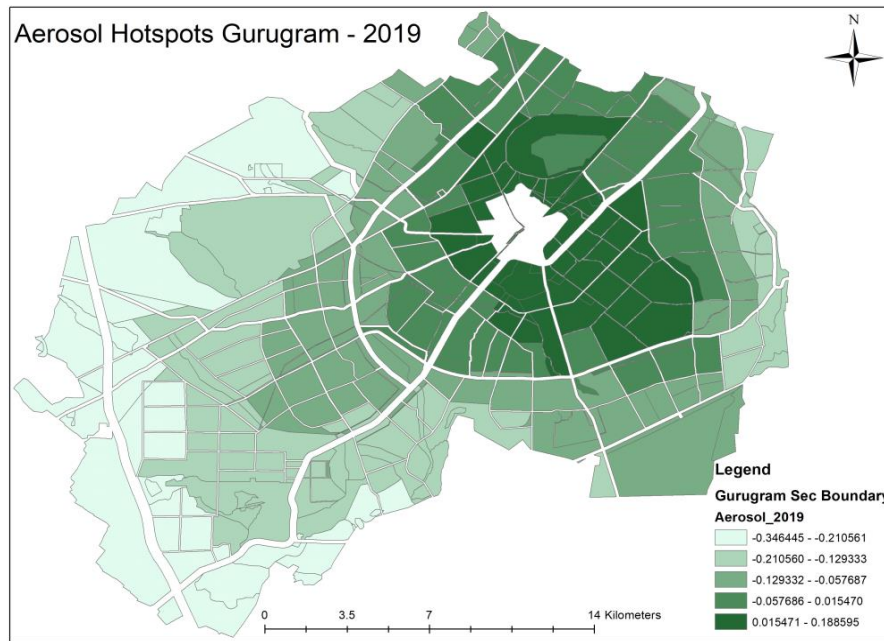 Aerosol Hotspots Gurugram - 2019
N
Legend
Gurugram Sec Boundary
Aerosol_2019
-0.346445 - -0.210561
-0.210560 - -0.129333
-0.129332 - -0.057687
-0.057686 - 0.015470
0.015471 - 0.188595
0 3.5 7 14 Kilometers